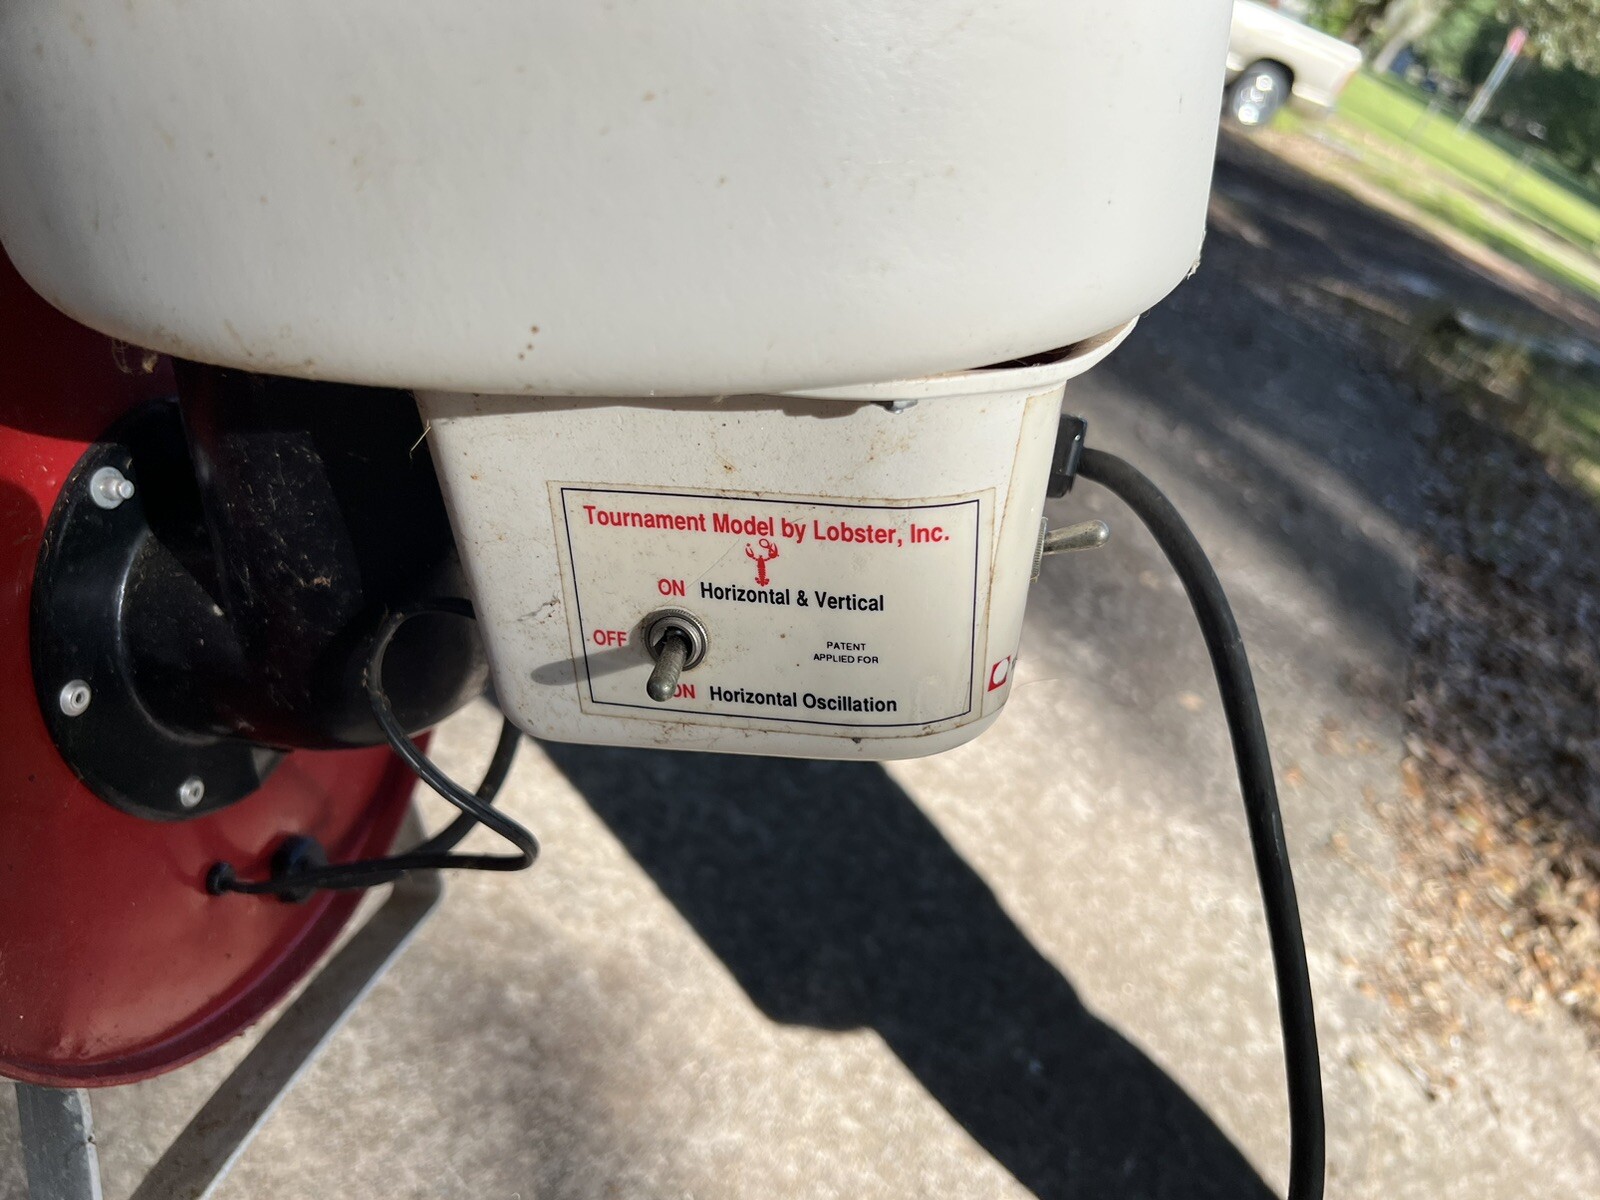 Tournament Model by Lobster, Inc.
ON Horizontal & Vertical
OFF
PATENT
APPLIED FOR
ON Horizontal Oscillation